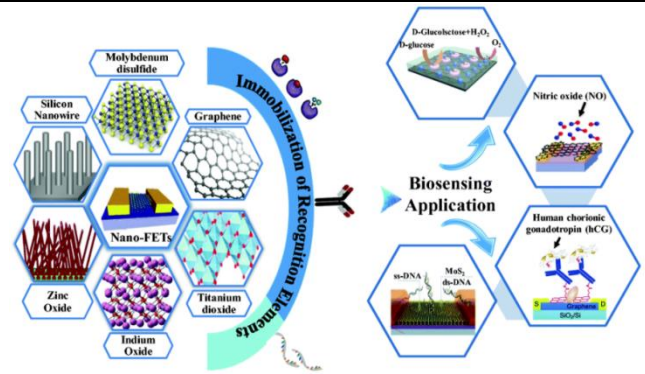 Molybdenum
disulfide
Silicon
Nanowire
Graphene
Nano-FETs
Zinc
Oxide
Indium
Oxide
Titanium
dioxide
Immobilization of Recognition Elements
D-Glucohctose+H2O2
D-glucose
O2
Nitric oxide (NO)
Biosensing
Application
Human chorionic
gonadotropin (hCG)
ss-DNA
MoS2
ds-DNA
S
Graphene
D
SiO2/Si